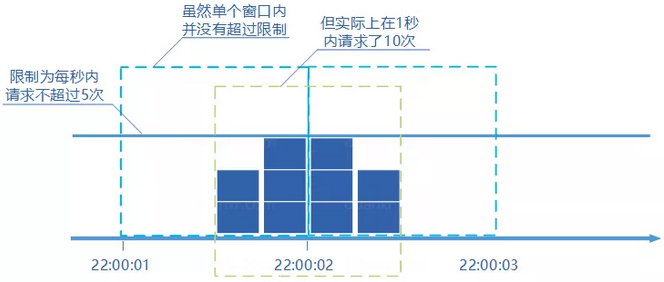 虽然单个窗口内
并没有超过限制
但实际上在1秒
内请求了10次
限制为每秒内
请求不超过5次
22:00:01
22:00:02
22:00:03